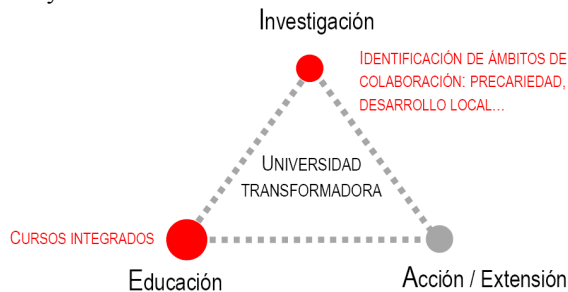 Investigación
IDENTIFICACIÓN DE ÁMBITOS DE
COLABORACIÓN: PRECARIEDAD,
DESARROLLO LOCAL...
UNIVERSIDAD
TRANSFORMADORA
CURSOS INTEGRADOS
Educación
Acción / Extensión